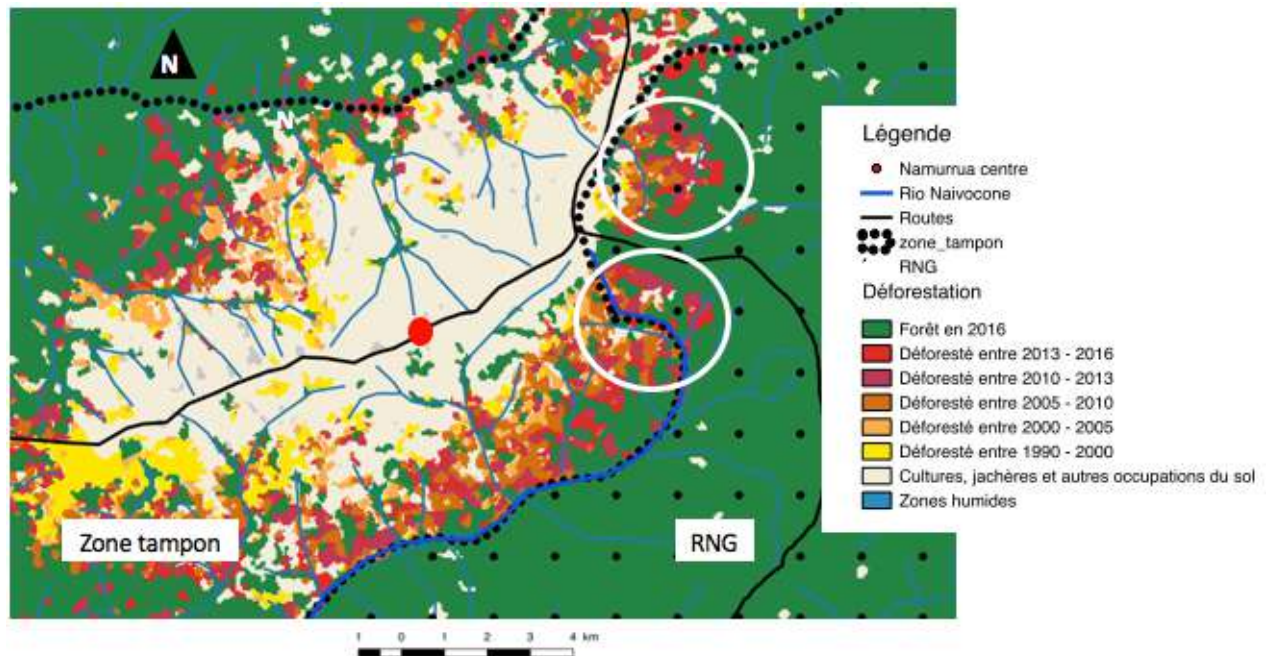 N
N
Légende
Namurrua centre
Rio Naivocone
Routes
zone_tampon
RNG
Déforestation
Forêt en 2016
Déforesté entre 2013 - 2016
Déforesté entre 2010 - 2013
Déforesté entre 2005 - 2010
Déforesté entre 2000 - 2005
Déforesté entre 1990 - 2000
Cultures, jachères et autres occupations du sol
Zones humides
Zone tampon
RNG
1 0 1 2 3 4 km